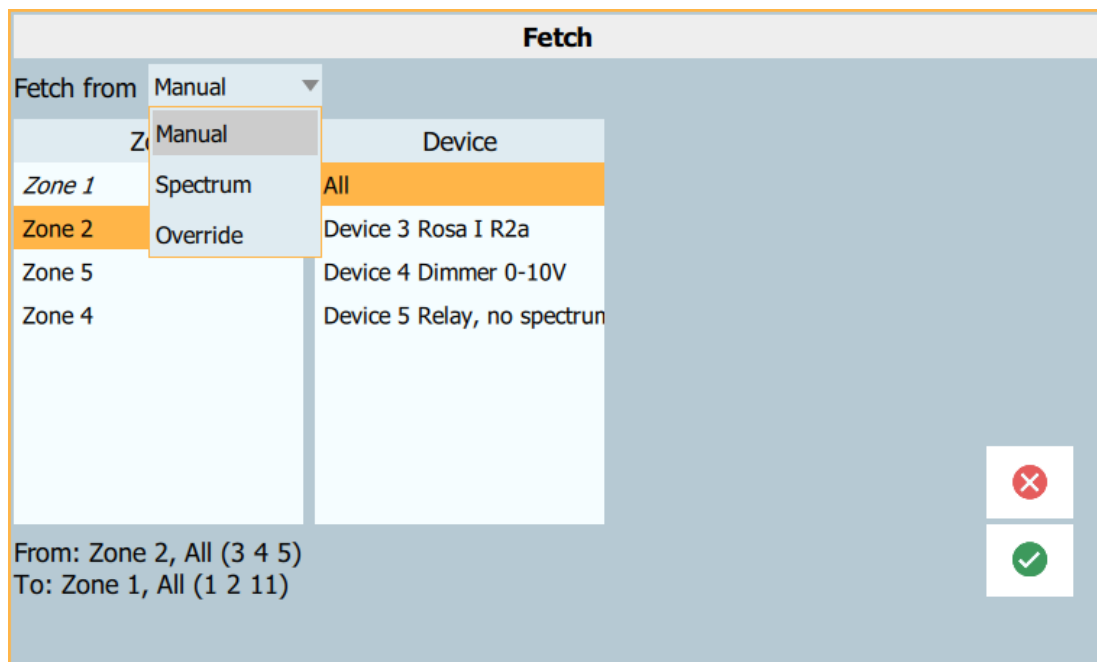 Fetch
Fetch from Manual
Manual
Spectrum
Override
Device
Zone 1
Zone 2
Zone 5
Zone 4
All
Device 3 Rosa I R2a
Device 4 Dimmer 0-10V
Device 5 Relay, no spectrum
From: Zone 2, All (3 4 5)
To: Zone 1, All (1 2 11)